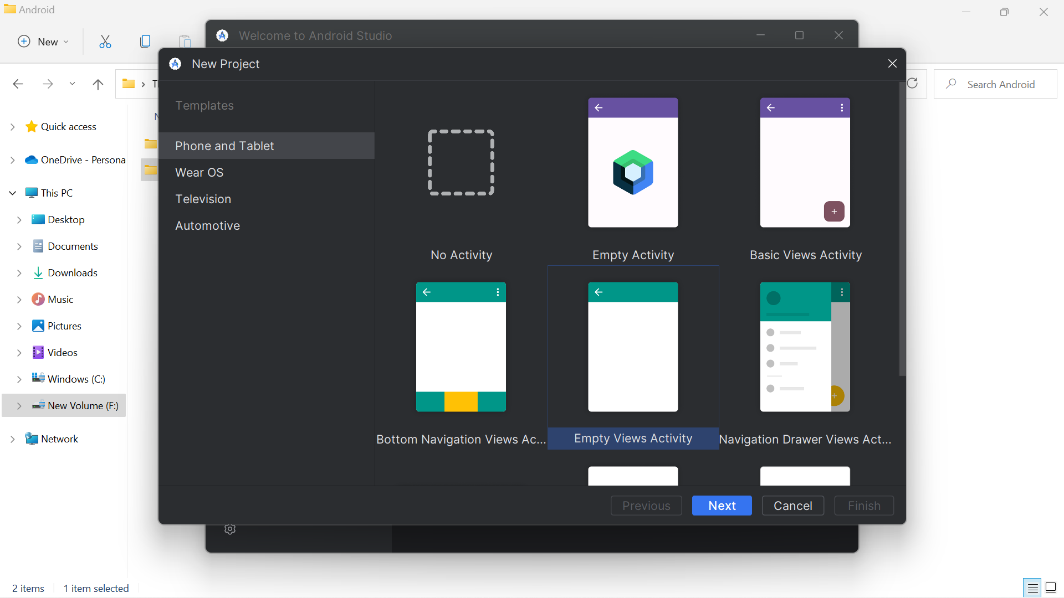 Android
New
Welcome to Android Studio
New Project
Search Android
Templates
Quick access
Phone and Tablet
OneDrive - Persona
Wear OS
This PC
Television
Desktop
Automotive
Documents
No Activity
Empty Activity
Basic Views Activity
Downloads
Music
Pictures
Videos
Windows (C:)
New Volume (F:)
Network
Bottom Navigation Views Ac...
Empty Views Activity
Navigation Drawer Views Act...
Previous
Next
Cancel
Finish
2 items
1 item selected